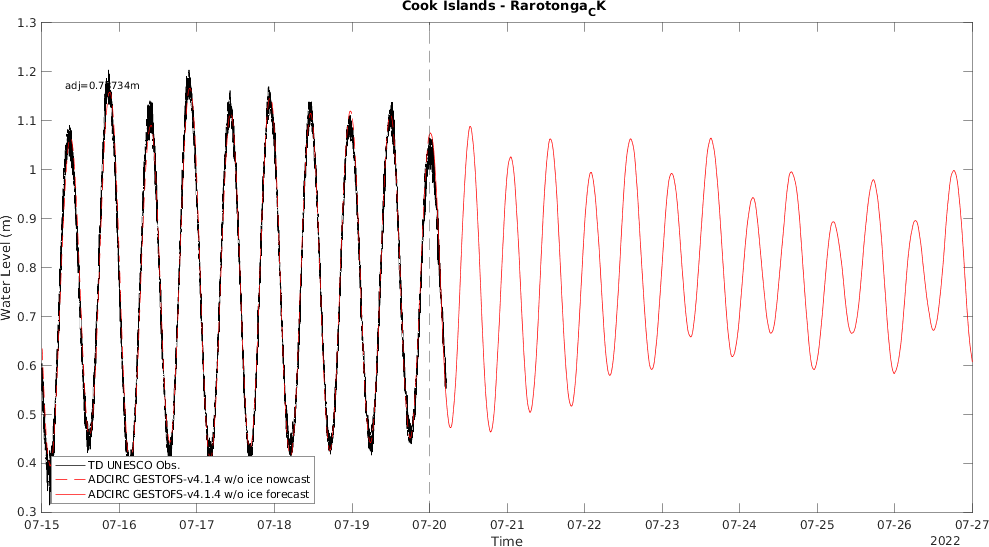 Cook Islands - RarotongaCK
1.3
1.2
1.1
1
0.9
0.8
0.7
0.6
0.5
0.4
0.3
Water Level (m)
TD UNESCO Obs.
ADCIRC GESTOFS-v4.1.4 w/o ice nowcast
ADCIRC GESTOFS-v4.1.4 w/o ice forecast
07-15 07-16 07-17 07-18 07-19 07-20 07-21 07-22 07-23 07-24 07-25 07-26 07-27
Time
2022